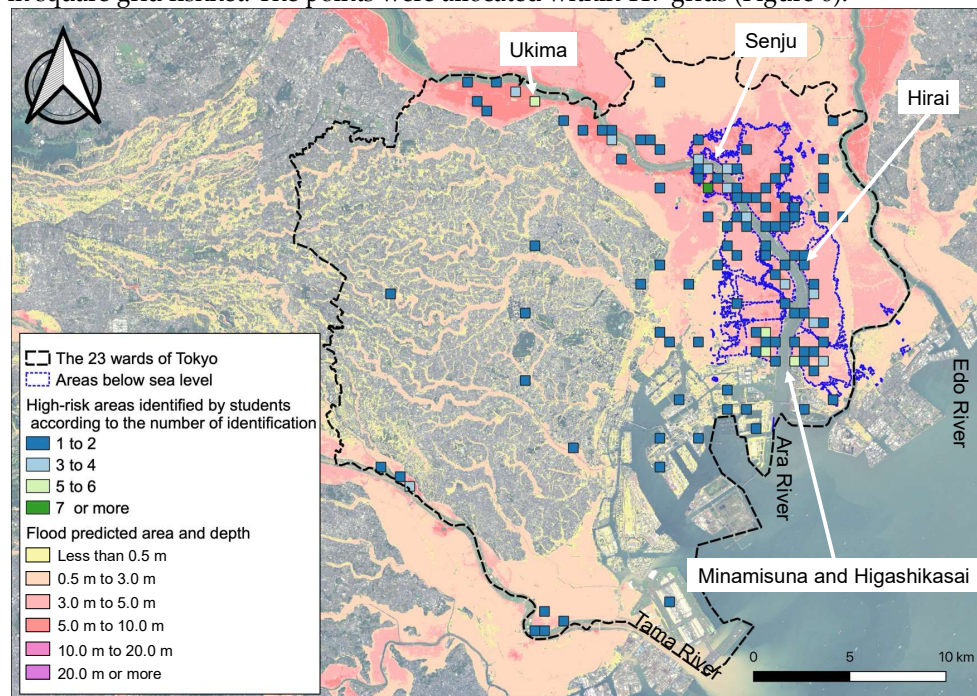 in square grid fishnet. The points were allocated within 117 grids (Figure 6).
Ukima
Senju
Hirai
The 23 wards of Tokyo
Areas below sea level
High-risk areas identified by students
according to the number of identification
1 to 2
3 to 4
5 to 6
7 or more
Flood predicted area and depth
Less than 0.5 m
0.5 m to 3.0 m
3.0 m to 5.0 m
5.0 m to 10.0 m
10.0 m to 20.0 m
20.0 m or more
Edo River
Ara River
Minamisuna and Higashikasai
Tama River
0 5 10 km